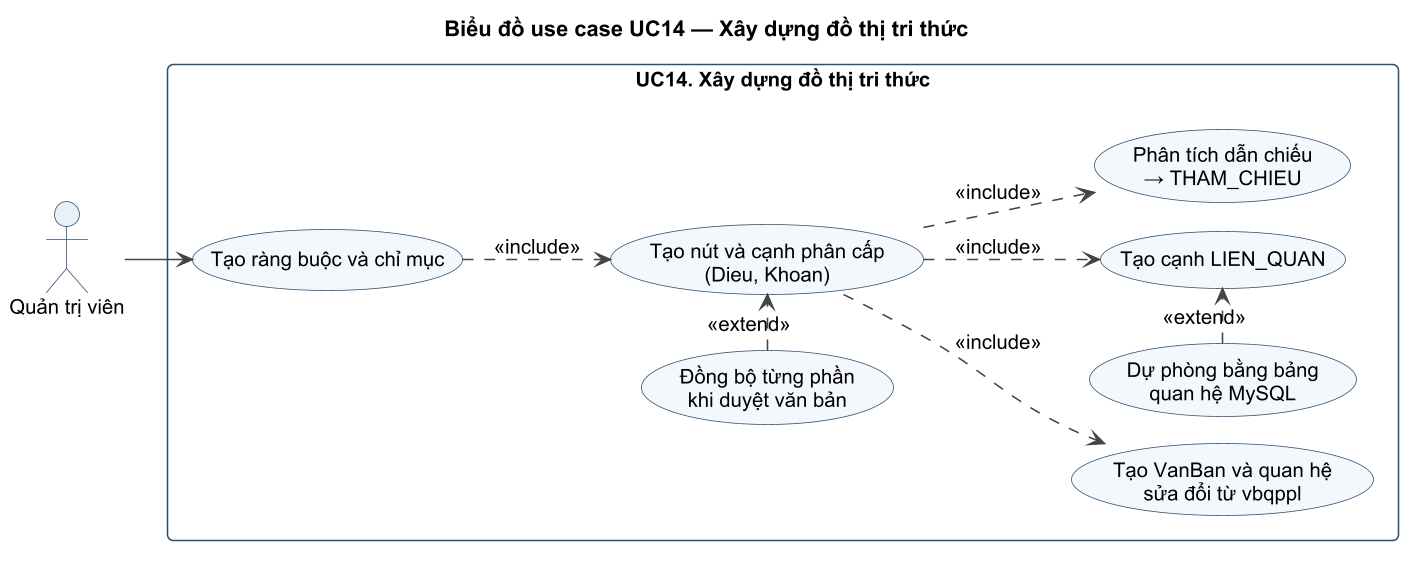 Biểu đồ use case UC14 — Xây dựng đồ thị tri thức
UC14. Xây dựng đồ thị tri thức
Quản trị viên
Tạo ràng buộc và chỉ mục
«include»
Tạo nút và cạnh phân cấp
(Dieu, Khoan)
«extend»
Đồng bộ từng phần
khi duyệt văn bản
«include»
Phân tích dẫn chiếu
→ THAM_CHIEU
«include»
Tạo cạnh LIEN_QUAN
«extend»
Dự phòng bằng bảng
quan hệ MySQL
«include»
Tạo VanBan và quan hệ
sửa đổi từ vbqppl